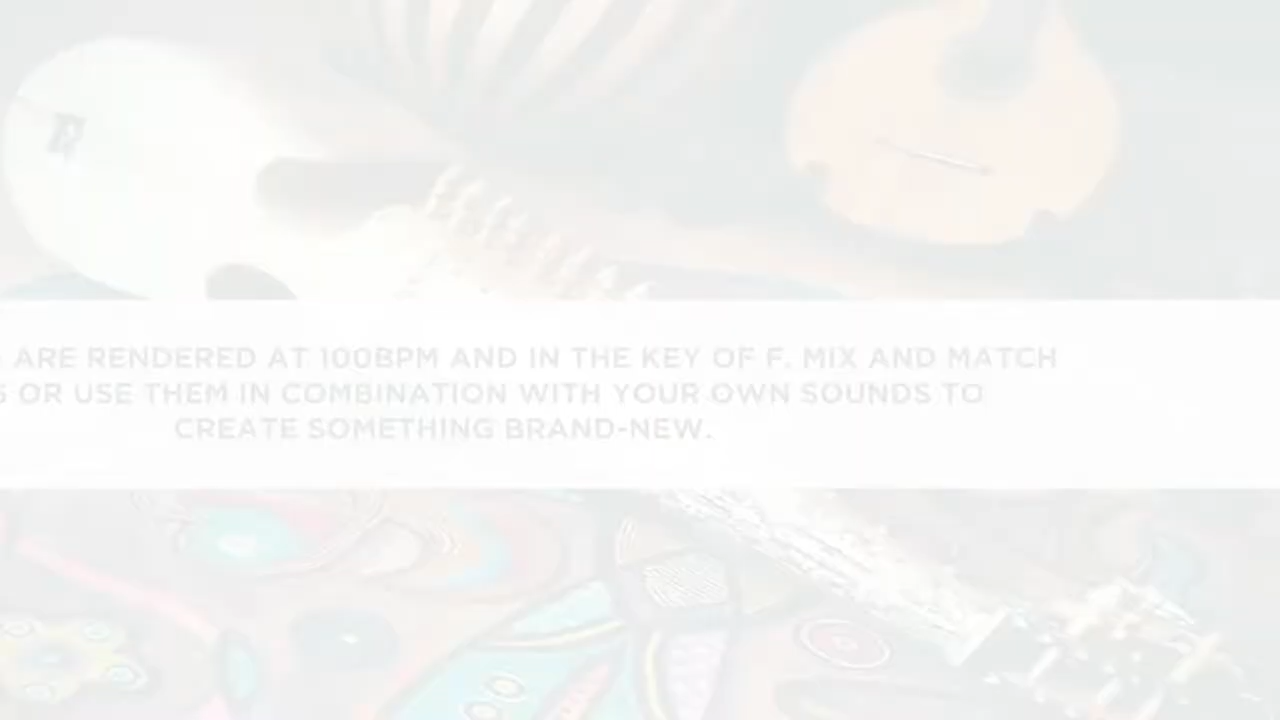 ARE RENDERED AT 100BPM AND IN THE KEY OF F. MIX AND MATCH
OR USE THEM IN COMBINATION WITH YOUR OWN SOUNDS TO
CREATE SOMETHING BRAND-NEW.